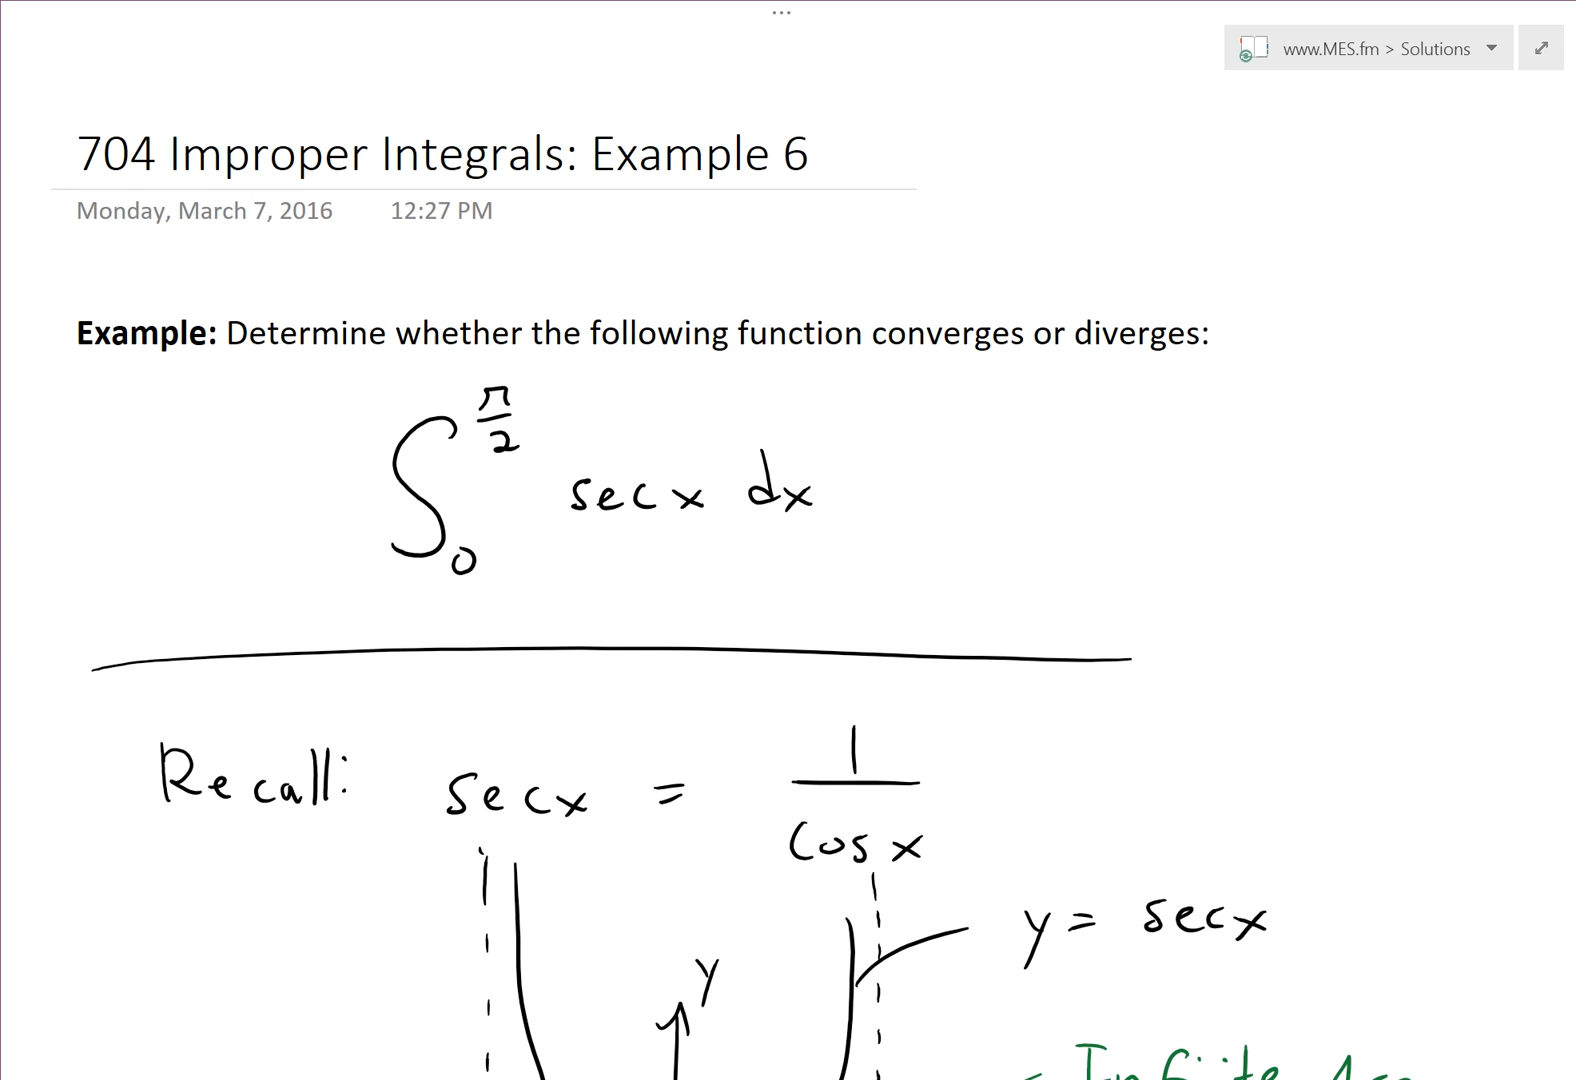 ...
www.MES.fm > Solutions
704 Improper Integrals: Example 6
Monday, March 7, 2016 12:27 PM
Example: Determine whether the following function converges or diverges:
∫₀^(π/2) sec x dx
Recall: sec x = 1 / cos x
y = sec x
y
Infinite